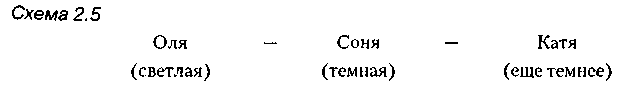 Схема 2.5
Оля – Соня – Катя
(светлая) (темная) (еще темнее)